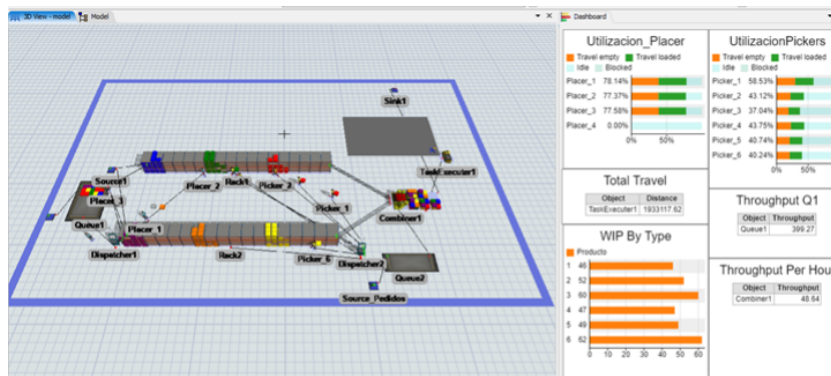 3D View - model
Model
Dashboard
Sink1
TaskExecuter1
Source1
Placer_3
Placer_2
Rack1
Picker_2
Picker_1
Combiner1
Queue1
Placer_1
Dispatcher1
Rack2
Picker_6
Dispatcher2
Queue2
Source_Pedidos
Utilizacion_Placer
Travel empty Travel loaded
Idle Blocked
Placer_1 78.14%
Placer_2 77.37%
Placer_3 77.58%
Placer_4 0.00%
0% 50%
UtilizacionPickers
Travel empty Travel loaded
Idle Blocked
Picker_1 58.53%
Picker_2 43.12%
Picker_3 37.04%
Picker_4 43.75%
Picker_5 40.74%
Picker_6 40.24%
0% 50%
Total Travel
Object Distance
TaskExecuter1 1933117.62
Throughput Q1
Object Throughput
Queue1 399.27
WIP By Type
Producto
1 46
2 52
3 60
4 47
5 49
6 62
0 10 20 30 40 50 60
Throughput Per Hou
Object Throughput
Combiner1 48.64